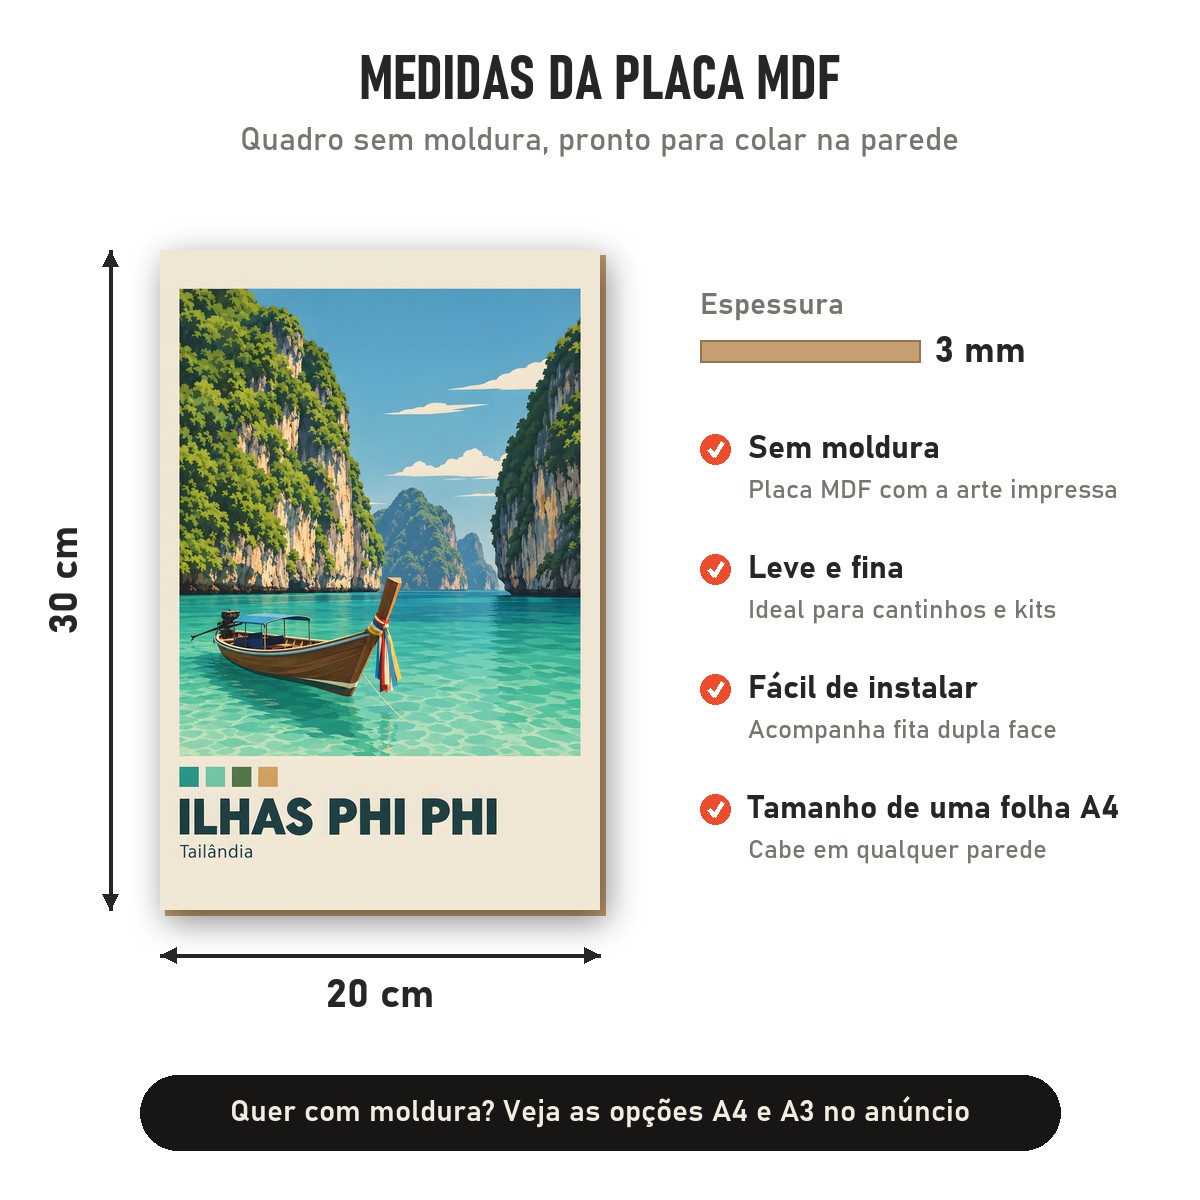 MEDIDAS DA PLACA MDF
Quadro sem moldura, pronto para colar na parede
30 cm
ILHAS PHI PHI
Tailândia
20 cm
Espessura
3 mm
Sem moldura
Placa MDF com a arte impressa
Leve e fina
Ideal para cantinhos e kits
Fácil de instalar
Acompanha fita dupla face
Tamanho de uma folha A4
Cabe em qualquer parede
Quer com moldura? Veja as opções A4 e A3 no anúncio